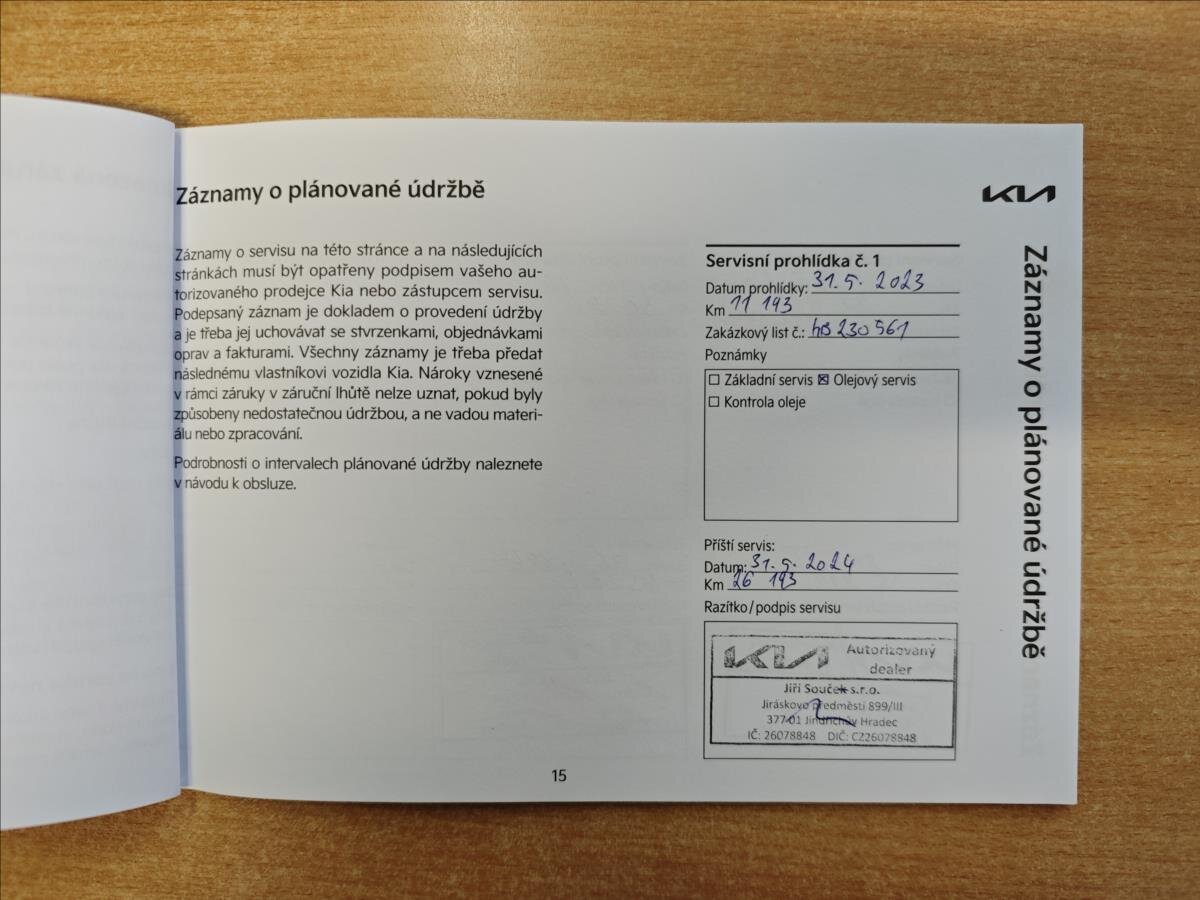 Záznamy o plánované údržbě
Záznamy o servisu na této stránce a na následujících
stránkách musí být opatřeny podpisem vašeho au-
torizovaného prodejce Kia nebo zástupcem servisu.
Podepsaný záznam je dokladem o provedení údržby
a je třeba jej uchovávat se stvrzenkami, objednávkami
oprav a fakturami. Všechny záznamy je třeba předat
následnému vlastníkovi vozidla Kia. Nároky vznesené
v rámci záruky v záruční lhůtě nelze uznat, pokud byly
způsobeny nedostatečnou údržbou, a ne vadou materi-
álu nebo zpracování.
Podrobnosti o intervalech plánované údržby naleznete
v návodu k obsluze.
15
KIA
Servisní prohlídka č. 1
Datum prohlídky: 31. 5. 2023
Km 11 193
Zakázkový list č.: HB230561
Poznámky
☐ Základní servis ☒ Olejový servis
☐ Kontrola oleje
Příští servis:
Datum: 31. 5. 2024
Km 26 193
Razítko/podpis servisu
KIA Autorizovaný
dealer
Jiří Souček s.r.o.
Jiráskovo předměstí 899/III
377 01 Jindřichův Hradec
IČ: 26078848 DIČ: CZ26078848
Záznamy o plánované údržbě